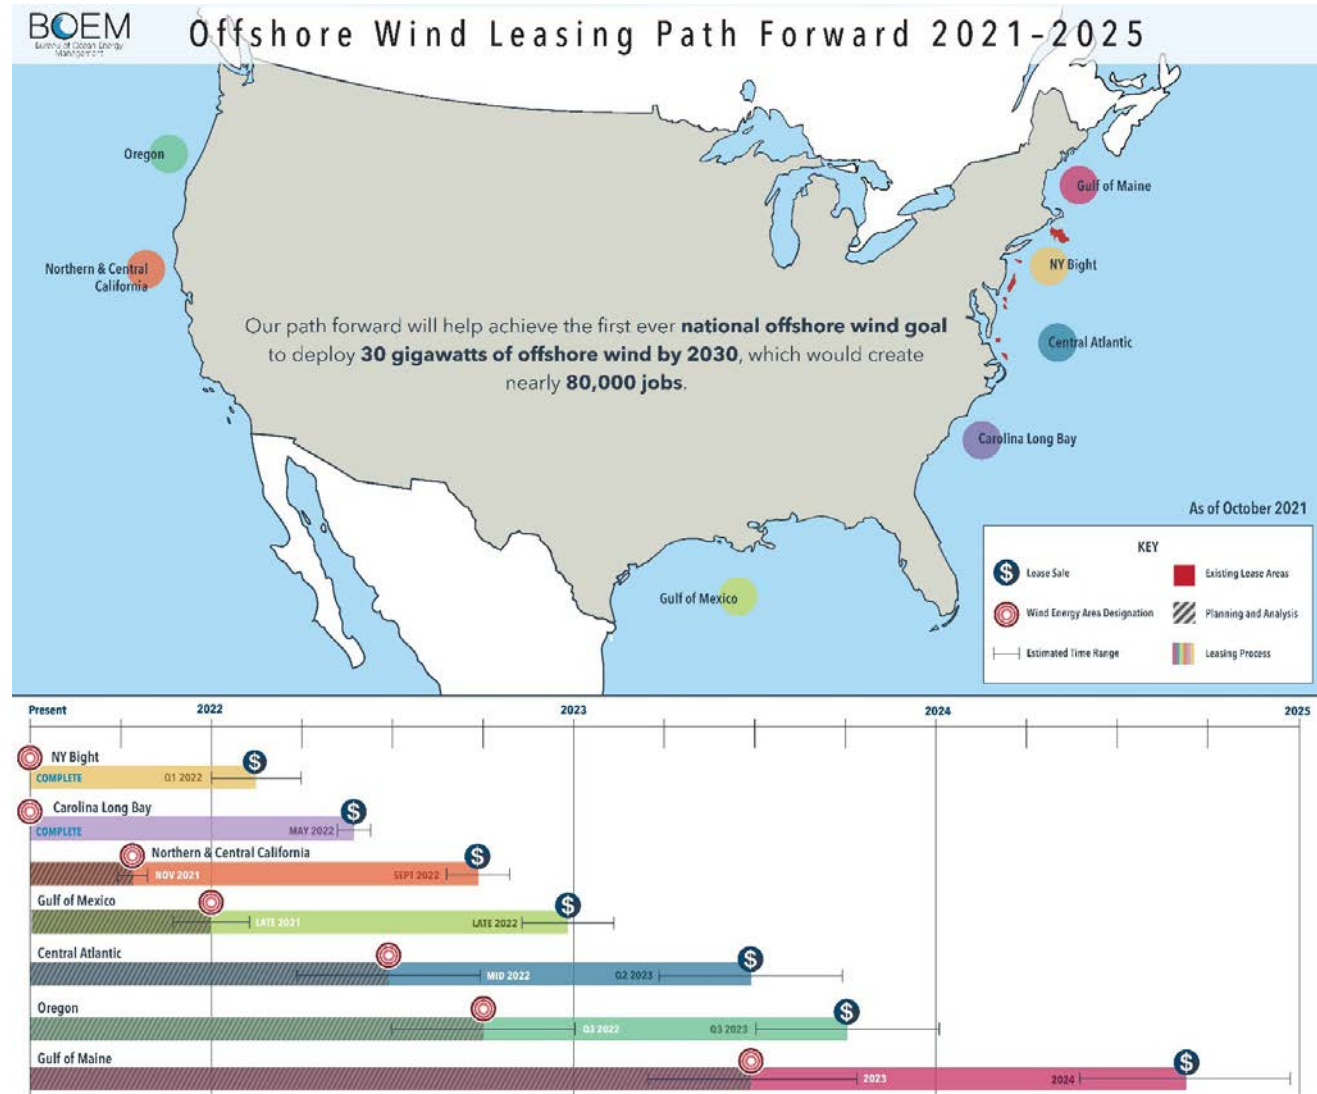 BOEM
Bureau of Ocean Energy
Management
Offshore Wind Leasing Path Forward 2021-2025
Oregon
Gulf of Maine
NY Bight
Northern & Central
California
Our path forward will help achieve the first ever national offshore wind goal
to deploy 30 gigawatts of offshore wind by 2030, which would create
nearly 80,000 jobs.
Central Atlantic
Carolina Long Bay
Gulf of Mexico
As of October 2021
KEY
$ Lease Sale
Existing Lease Areas
Wind Energy Area Designation
Planning and Analysis
Estimated Time Range
Leasing Process
Present 2022 2023 2024 2025
NY Bight $
COMPLETE Q1 2022
Carolina Long Bay $
COMPLETE MAY 2022
Northern & Central California $
NOV 2021 SEPT 2022
Gulf of Mexico $
LATE 2021 LATE 2022
Central Atlantic $
MID 2022 Q2 2023
Oregon $
Q3 2022 Q3 2023
Gulf of Maine $
2023 2024